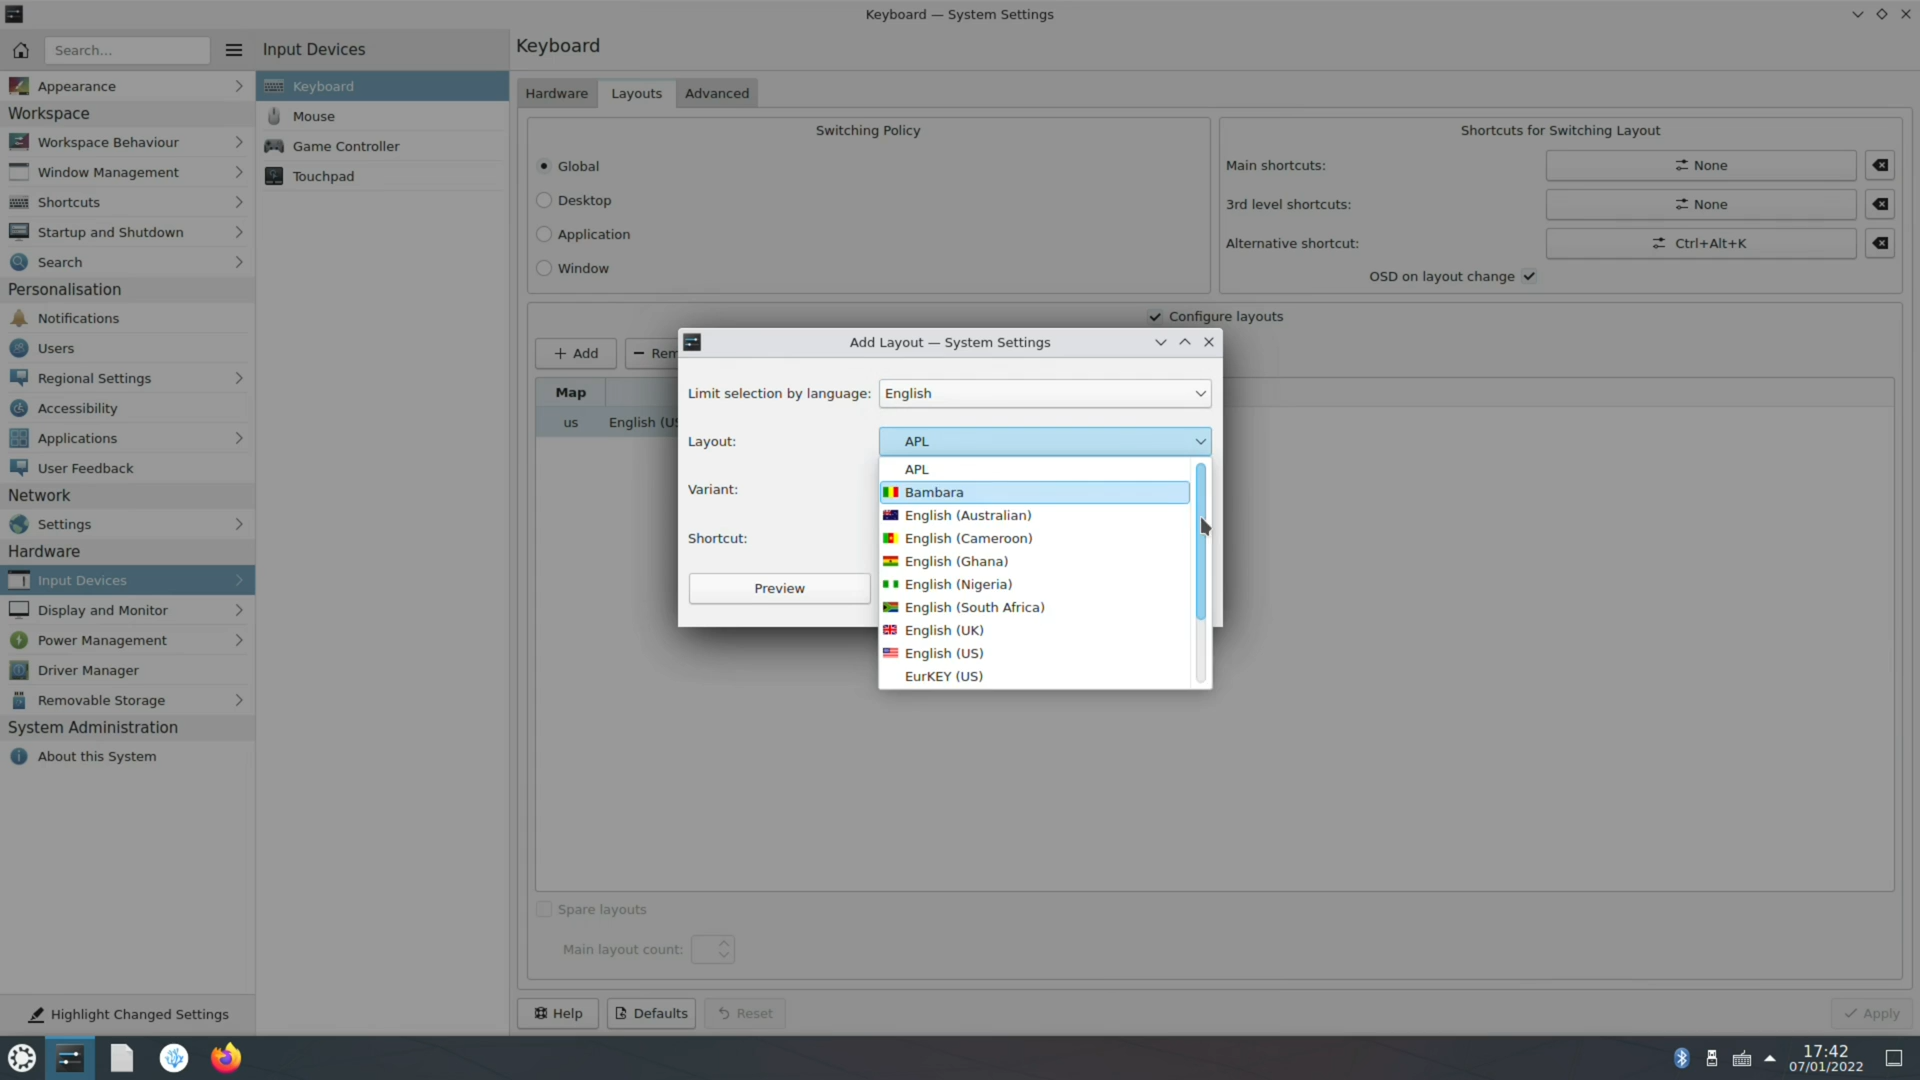 Keyboard — System Settings
Search...
Input Devices
Keyboard
Appearance
Workspace
Workspace Behaviour
Window Management
Shortcuts
Startup and Shutdown
Search
Personalisation
Notifications
Users
Regional Settings
Accessibility
Applications
User Feedback
Network
Settings
Hardware
Input Devices
Display and Monitor
Power Management
Driver Manager
Removable Storage
System Administration
About this System
Highlight Changed Settings
Keyboard
Mouse
Game Controller
Touchpad
Hardware
Layouts
Advanced
Switching Policy
Global
Desktop
Application
Window
Shortcuts for Switching Layout
Main shortcuts:
None
3rd level shortcuts:
None
Alternative shortcut:
Ctrl+Alt+K
OSD on layout change
Configure layouts
+ Add
Rem
Map
us
English (US
Add Layout — System Settings
Limit selection by language:
English
Layout:
APL
Variant:
Shortcut:
Preview
APL
Bambara
English (Australian)
English (Cameroon)
English (Ghana)
English (Nigeria)
English (South Africa)
English (UK)
English (US)
EurKEY (US)
Spare layouts
Main layout count:
Help
Defaults
Reset
Apply
17:42
07/01/2022